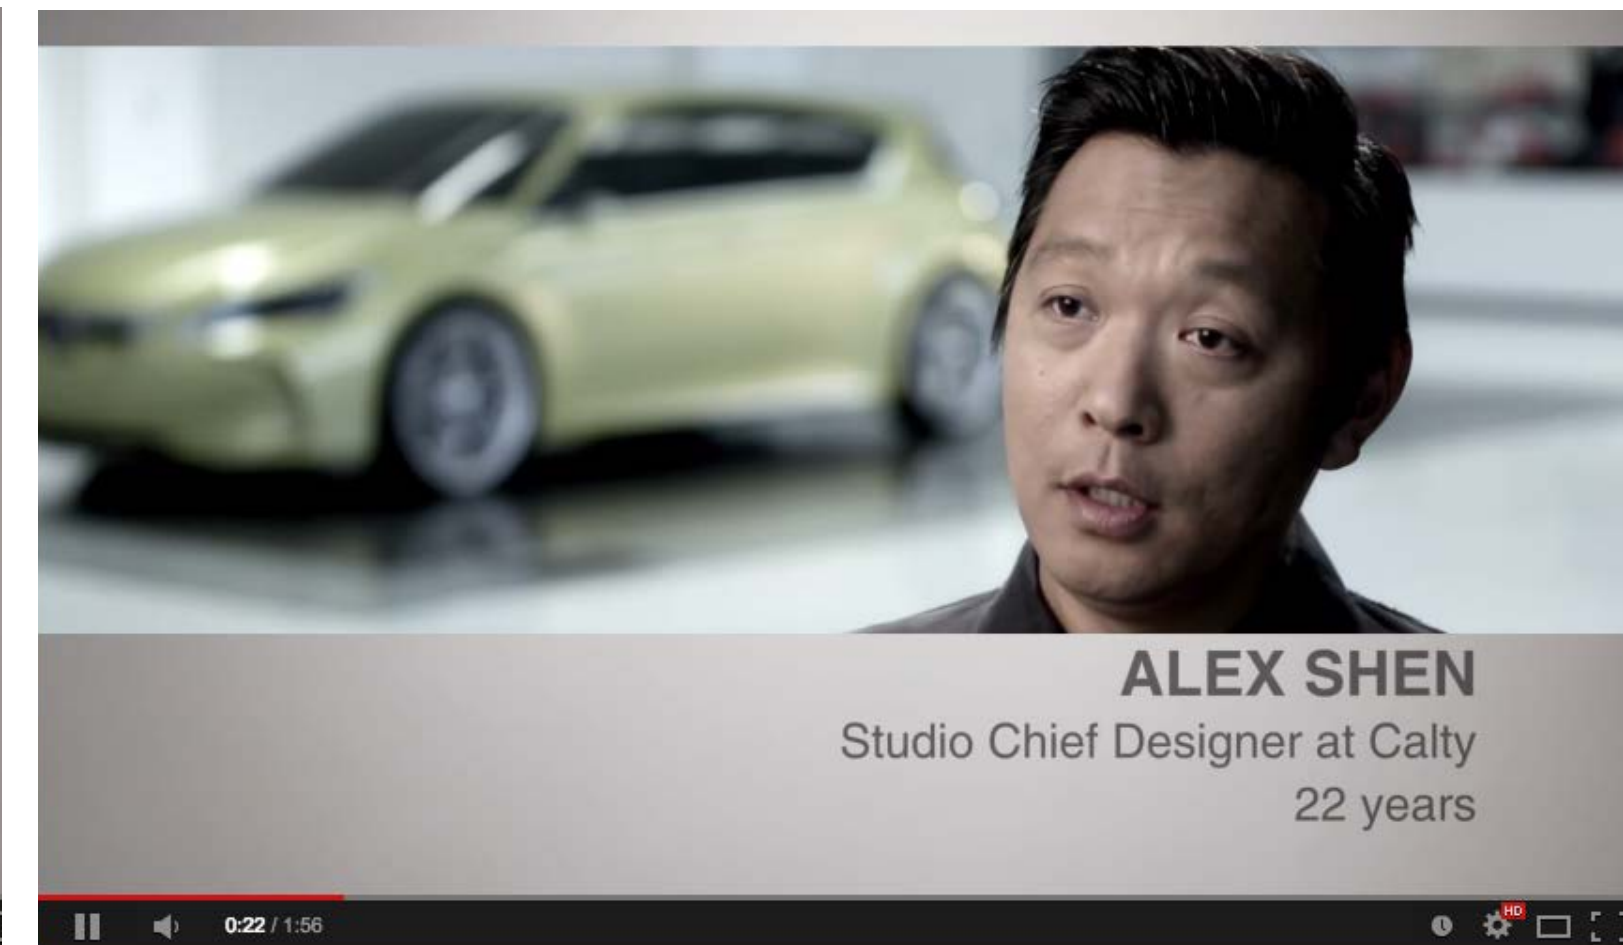 ALEX SHEN
Studio Chief Designer at Calty
22 years
0:22 / 1:56
HD